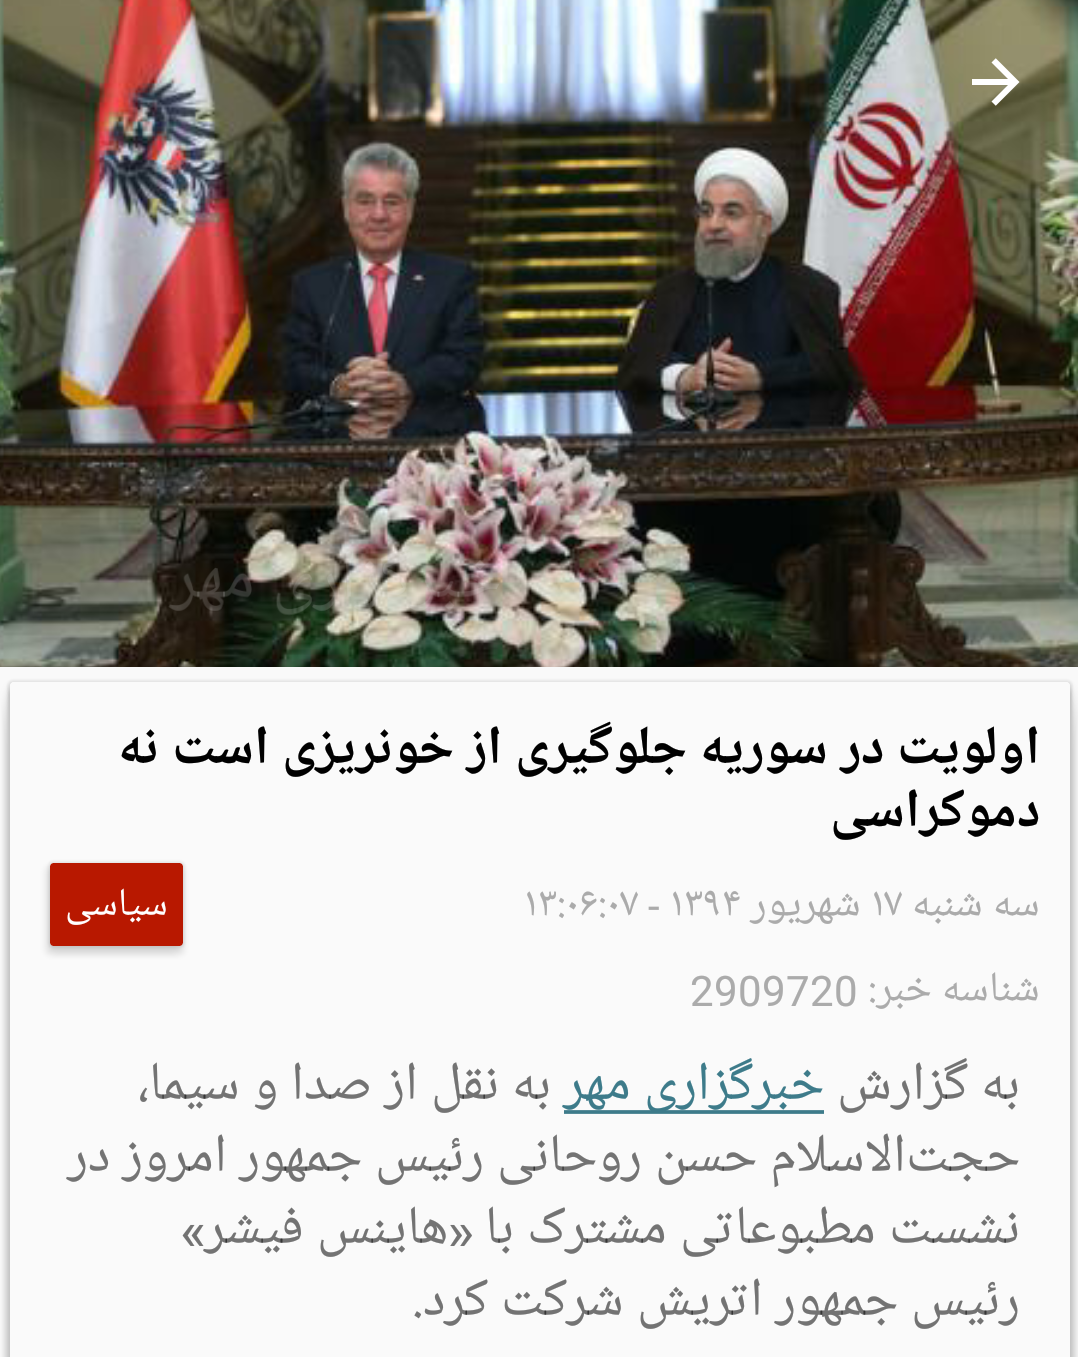 مهر
اولویت در سوریه جلوگیری از خونریزی است نه
دموکراسی
سه شنبه ۱۷ شهریور ۱۳۹۴ - ۱۳:۰۶:۰۷
سیاسی
شناسه خبر: 2909720
به گزارش خبرگزاری مهر به نقل از صدا و سیما،
حجت‌الاسلام حسن روحانی رئیس جمهور امروز در
نشست مطبوعاتی مشترک با «هاینس فیشر»
رئیس جمهور اتریش شرکت کرد.